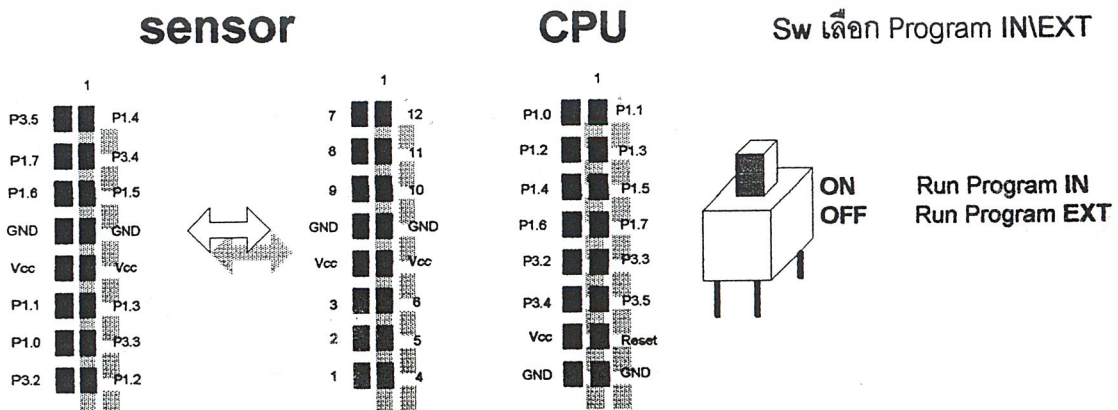 sensor CPU Sw เลือก Program IN\EXT
1 1 1
P3.5 P1.4 7 12 P1.0 P1.1
P1.7 P3.4 8 11 P1.2 P1.3
P1.6 P1.5 9 10 P1.4 P1.5 ON Run Program IN
GND GND GND GND P1.6 P1.7 OFF Run Program EXT
Vcc Vcc Vcc Vcc P3.2 P3.3
P1.1 P1.3 3 6 P3.4 P3.5
P1.0 P3.3 2 5 Vcc Reset
P3.2 P1.2 1 4 GND GND